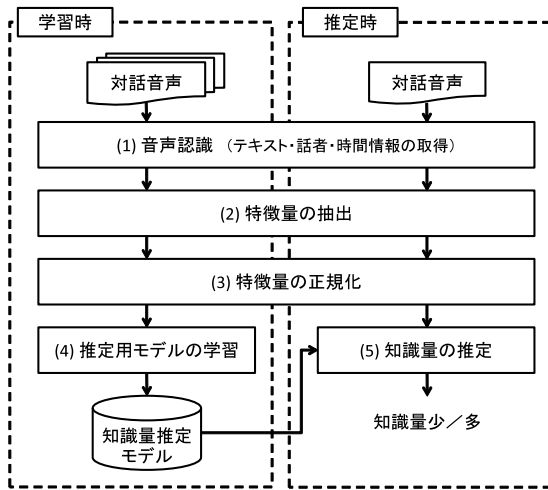 学習時
推定時
対話音声
対話音声
(1) 音声認識 （テキスト・話者・時間情報の取得）
(2) 特徴量の抽出
(3) 特徴量の正規化
(4) 推定用モデルの学習
(5) 知識量の推定
知識量推定
モデル
知識量少／多